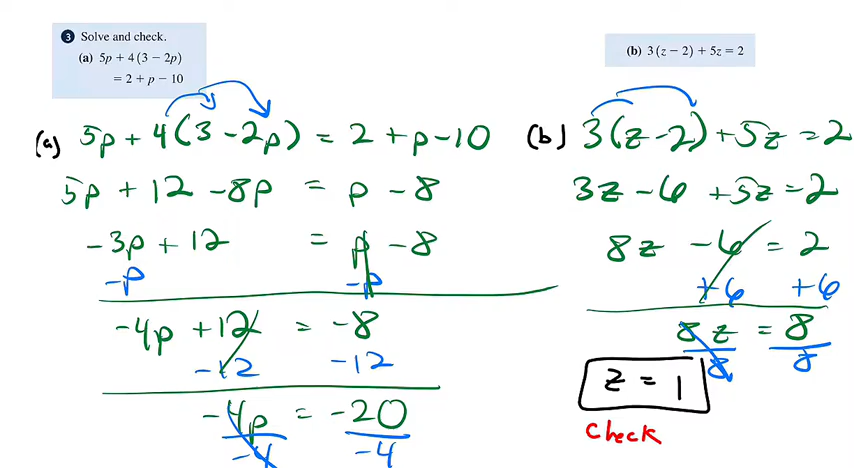 3 Solve and check.
(a) 5p + 4(3 − 2p)
= 2 + p − 10
(a) 5p + 4(3 - 2p) = 2 + p - 10
5p + 12 - 8p = p - 8
-3p + 12 = p - 8
-p -p
-4p + 12 = -8
-12 -12
-4p = -20
-4 -4
(b) 3(z − 2) + 5z = 2
(b) 3(z - 2) + 5z = 2
3z - 6 + 5z = 2
8z - 6 = 2
+6 +6
8z = 8
8 8
z = 1
Check